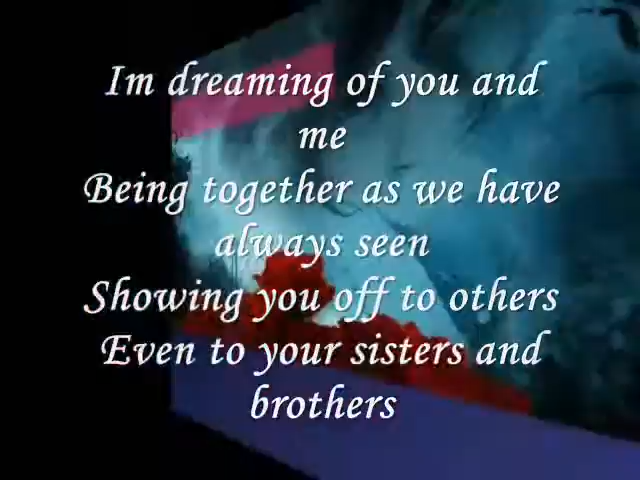 Im dreaming of you and
me
Being together as we have
always seen
Showing you off to others
Even to your sisters and
brothers